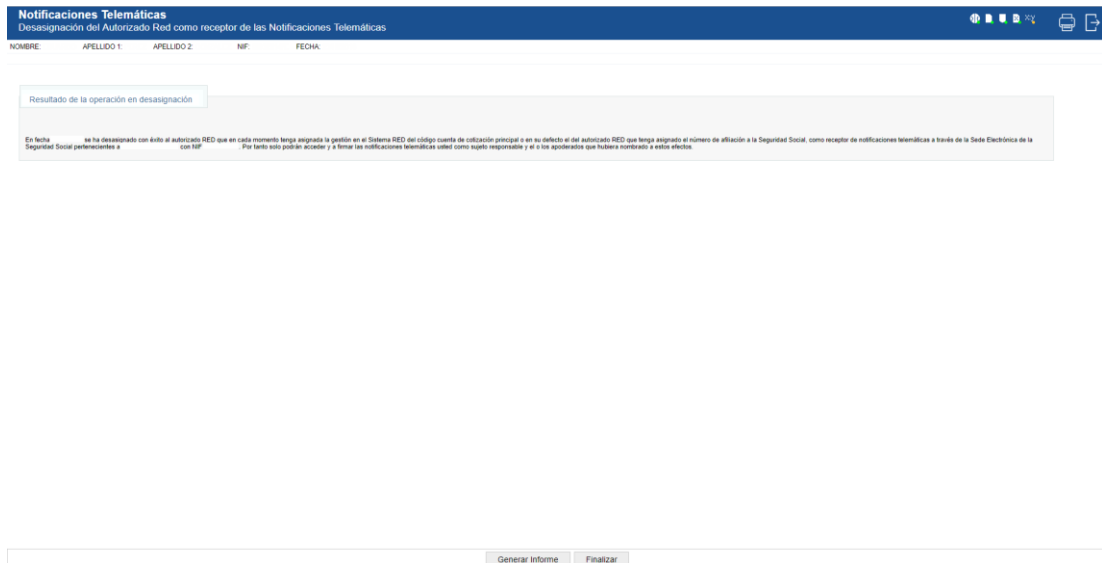 Notificaciones Telemáticas
Desasignación del Autorizado Red como receptor de las Notificaciones Telemáticas
NOMBRE: APELLIDO 1: APELLIDO 2: NIF: FECHA:
Resultado de la operación en desasignación
En fecha se ha desasignado con éxito al autorizado RED que en cada momento tenga asignada la gestión en el Sistema RED del código cuenta de cotización principal o en su defecto el del autorizado RED que tenga asignado el número de afiliación a la Seguridad Social, como receptor de notificaciones telemáticas a través de la Sede Electrónica de la
Seguridad Social pertenecientes a con NIF . Por tanto solo podrán acceder y a firmar las notificaciones telemáticas usted como sujeto responsable y el o los apoderados que hubiera nombrado a estos efectos.
Generar Informe Finalizar